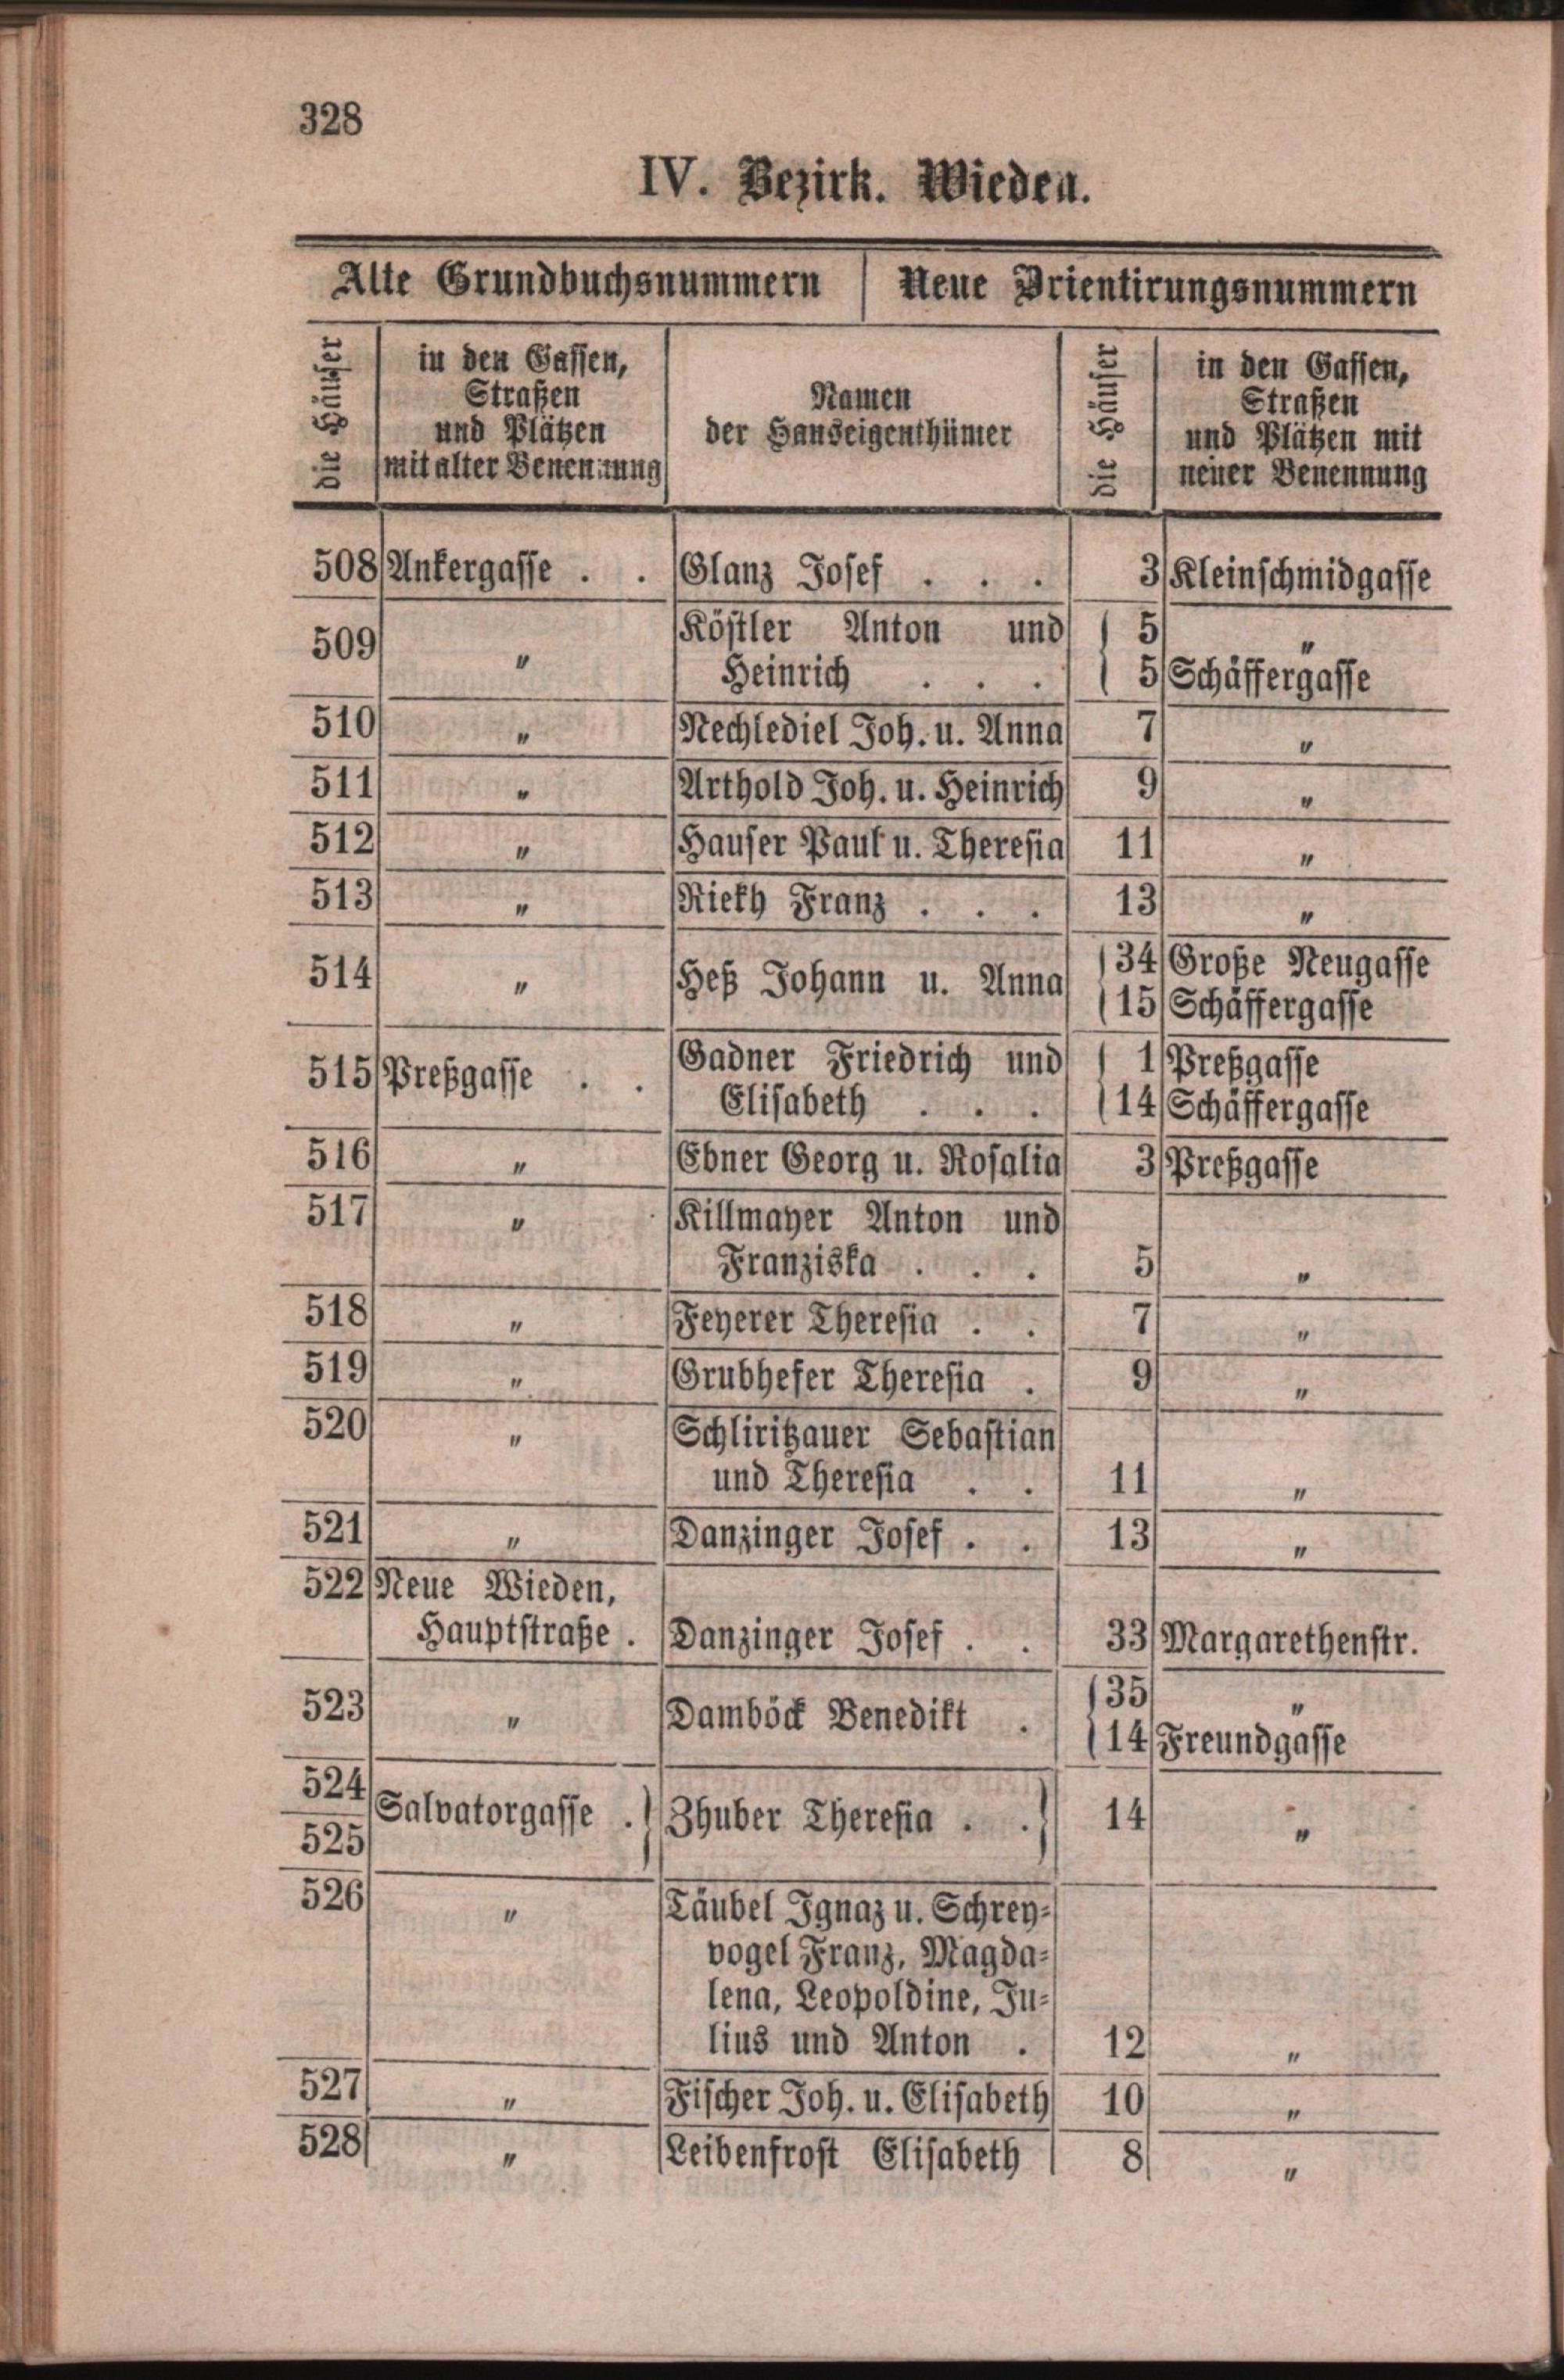 328
IV. Bezirk. Wieden.
Alte Grundbuchsnummern Neue Orientirungsnummern
die Häuser
in den Gassen,
Straßen
und Plätzen
mit alter Benennung
Namen
der Hauseigenthümer
die Häuser
in den Gassen,
Straßen
und Plätzen mit
neuer Benennung
508 Ankergasse . . Glanz Josef . . . 3 Kleinschmidgasse
509 " Köstler Anton und 5 "
Heinrich . . . 5 Schäffergasse
510 " Nechlediel Joh. u. Anna 7 "
511 " Arthold Joh. u. Heinrich 9 "
512 " Hauser Paul u. Theresia 11 "
513 " Riekh Franz . . . 13 "
514 " Heß Johann u. Anna 34 Große Neugasse
15 Schäffergasse
515 Preßgasse . . Gadner Friedrich und 1 Preßgasse
Elisabeth . . . 14 Schäffergasse
516 " Ebner Georg u. Rosalia 3 Preßgasse
517 " Killmayer Anton und
Franziska . . . 5 "
518 " Feyerer Theresia . . 7 "
519 " Grubhefer Theresia . 9 "
520 " Schliritzauer Sebastian
und Theresia . . 11 "
521 " Danzinger Josef . . 13 "
522 Neue Wieden,
Hauptstraße . Danzinger Josef . . 33 Margarethenstr.
523 " Damböck Benedikt . 35 "
14 Freundgasse
524
Salvatorgasse . Zhuber Theresia . . 14 "
525
526 " Täubel Ignaz u. Schrey-
vogel Franz, Magda-
lena, Leopoldine, Ju-
lius und Anton . 12 "
527 " Fischer Joh. u. Elisabeth 10 "
528 " Leibenfrost Elisabeth 8 "